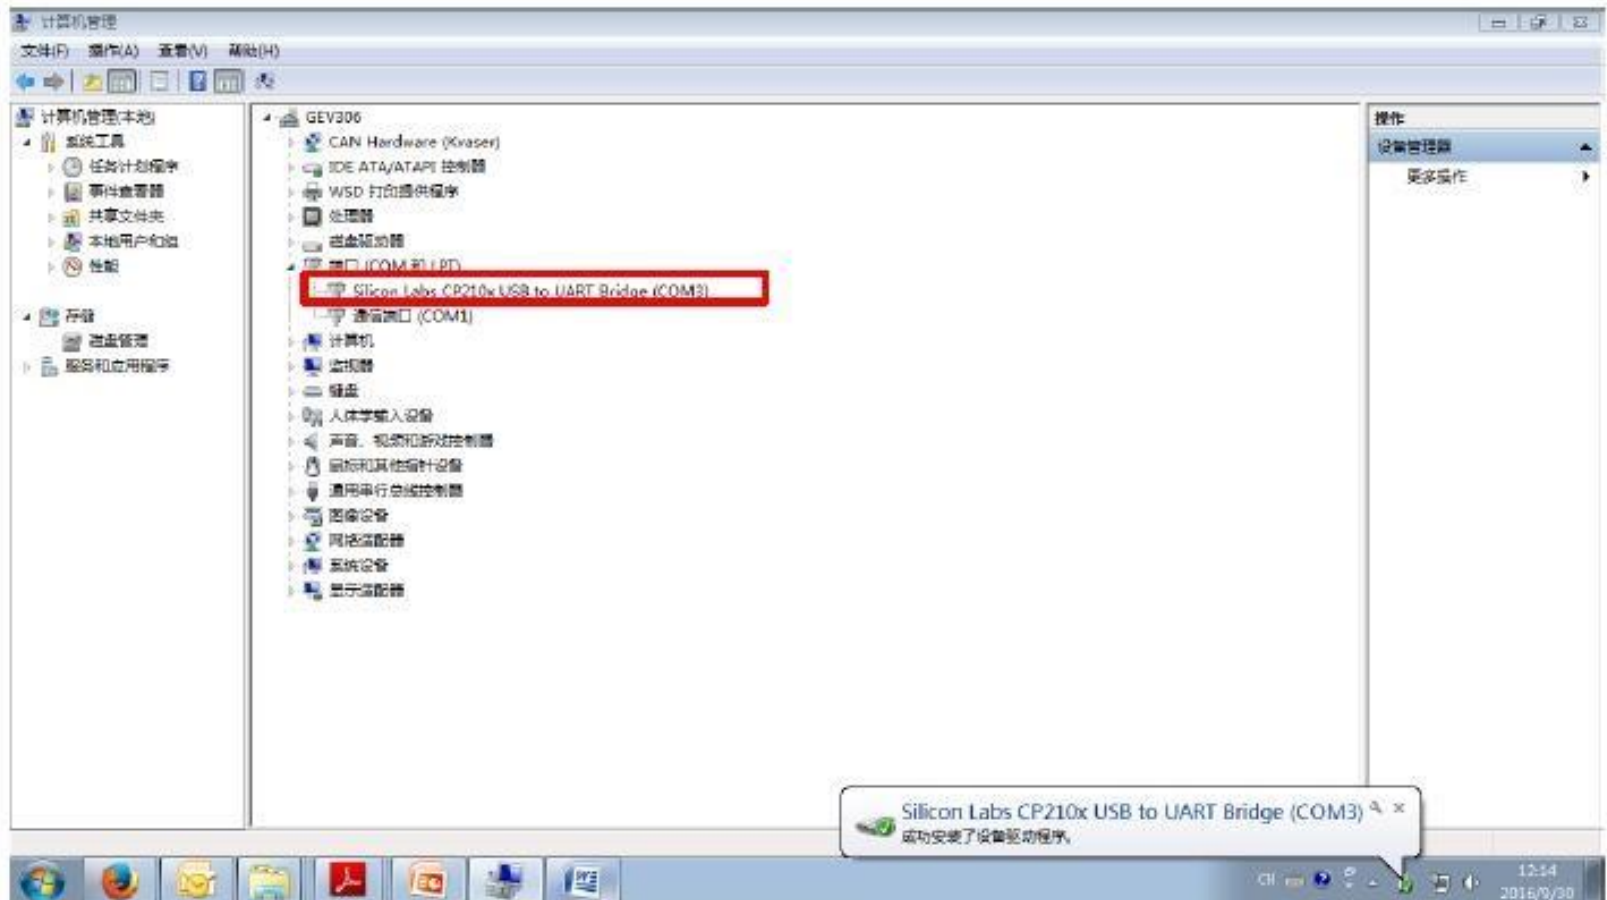 计算机管理
文件(F) 操作(A) 查看(V) 帮助(H)
计算机管理(本地)
系统工具
任务计划程序
事件查看器
共享文件夹
本地用户和组
性能
存储
磁盘管理
服务和应用程序
GEV306
CAN Hardware (Kvaser)
IDE ATA/ATAPI 控制器
WSD 打印提供程序
处理器
磁盘驱动器
端口 (COM 和 LPT)
Silicon Labs CP210x USB to UART Bridge (COM3)
通信端口 (COM1)
计算机
监视器
键盘
人体学输入设备
声音、视频和游戏控制器
鼠标和其他指针设备
通用串行总线控制器
图像设备
网络适配器
系统设备
显示适配器
操作
设备管理器
更多操作
Silicon Labs CP210x USB to UART Bridge (COM3)
成功安装了设备驱动程序。
CH
12:14
2016/9/30